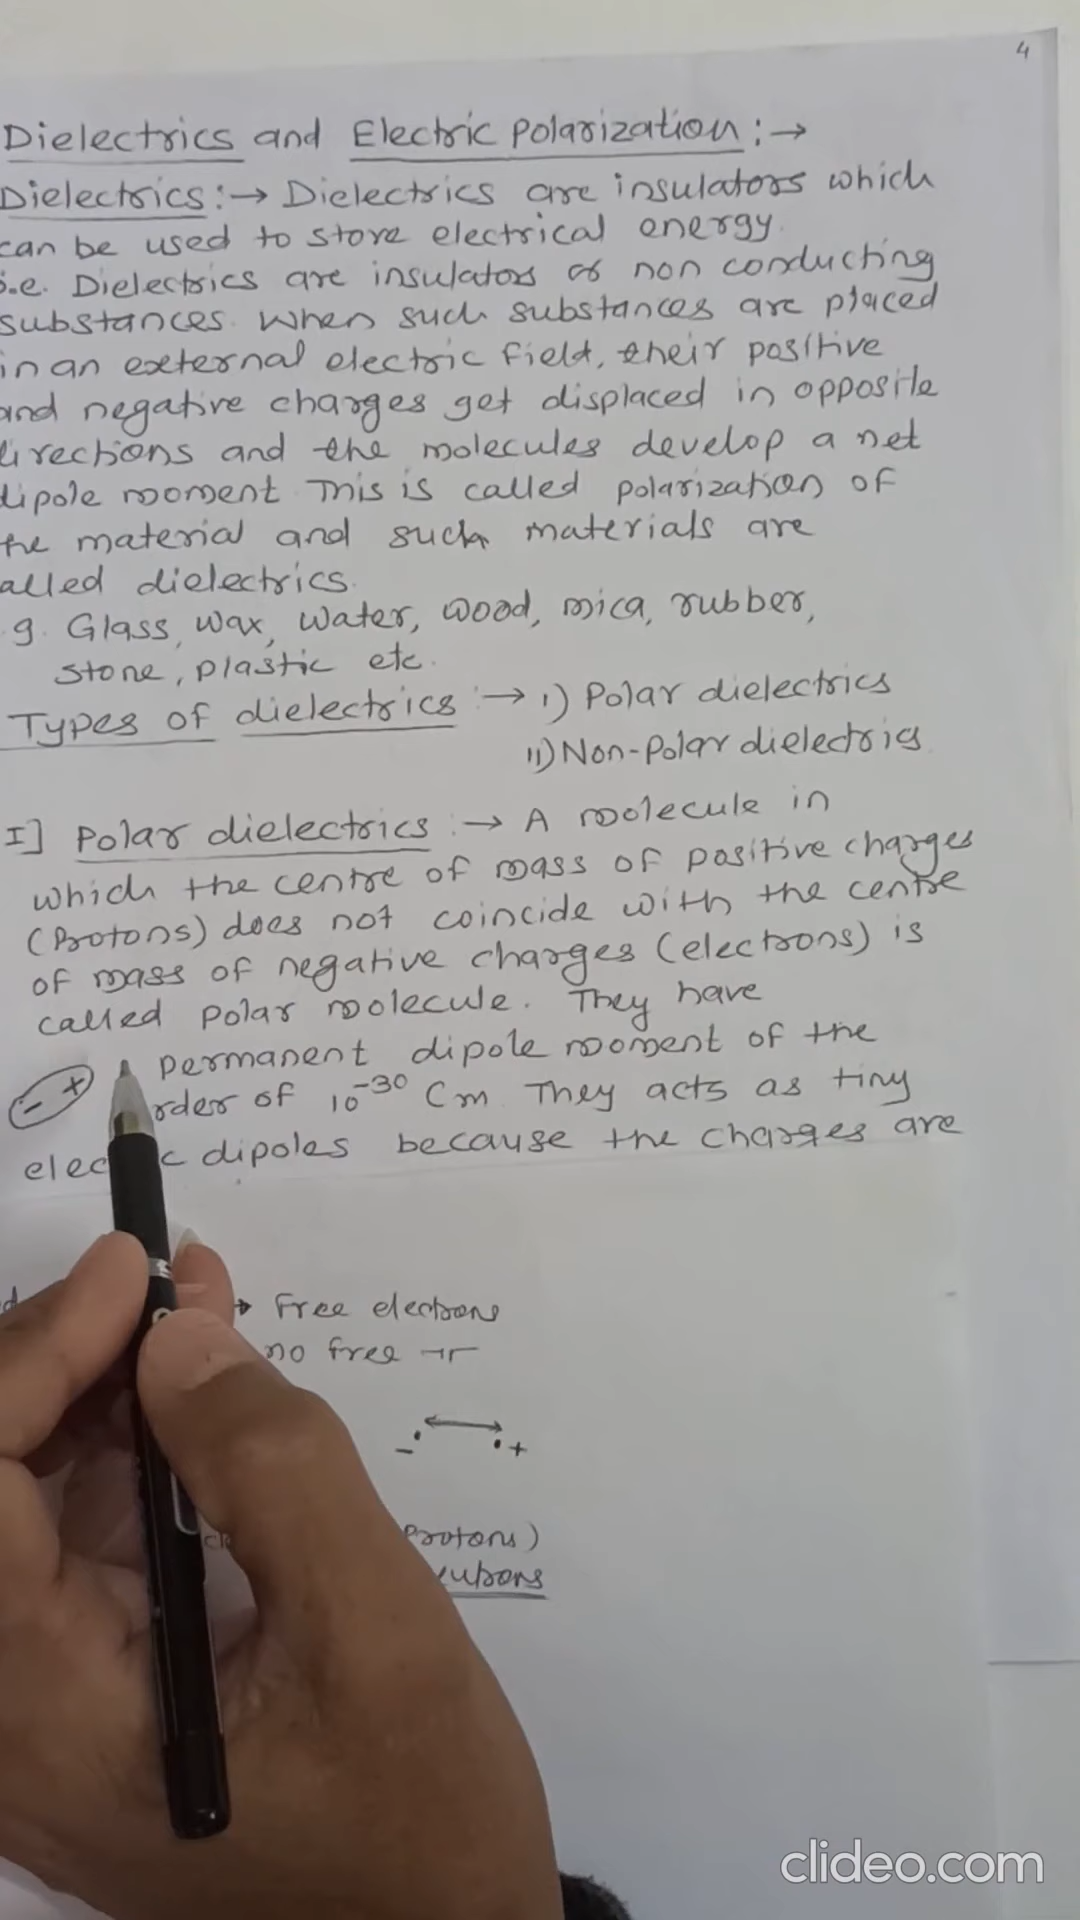 4
Dielectrics and Electric Polarization :→
Dielectrics :→ Dielectrics are insulators which
can be used to store electrical energy.
i.e. Dielectrics are insulators or non conducting
substances. When such substances are placed
in an external electric field, their positive
and negative charges get displaced in opposite
directions and the molecules develop a net
dipole moment This is called polarization of
the material and such materials are
alled dielectrics.
g. Glass, wax, water, wood, mica, rubber,
stone, plastic etc.
Types of dielectrics :→ i) Polar dielectrics
ii) Non-Polar dielectrics
I] Polar dielectrics :→ A molecule in
which the centre of mass of positive charges
(Protons) does not coincide with the centre
of mass of negative charges (electrons) is
called polar molecule. They have
permanent dipole moment of the
- + rder of 10⁻³⁰ Cm They acts as tiny
elec c dipoles because the charges are
→ Free electrons
no free
- +
Protons)